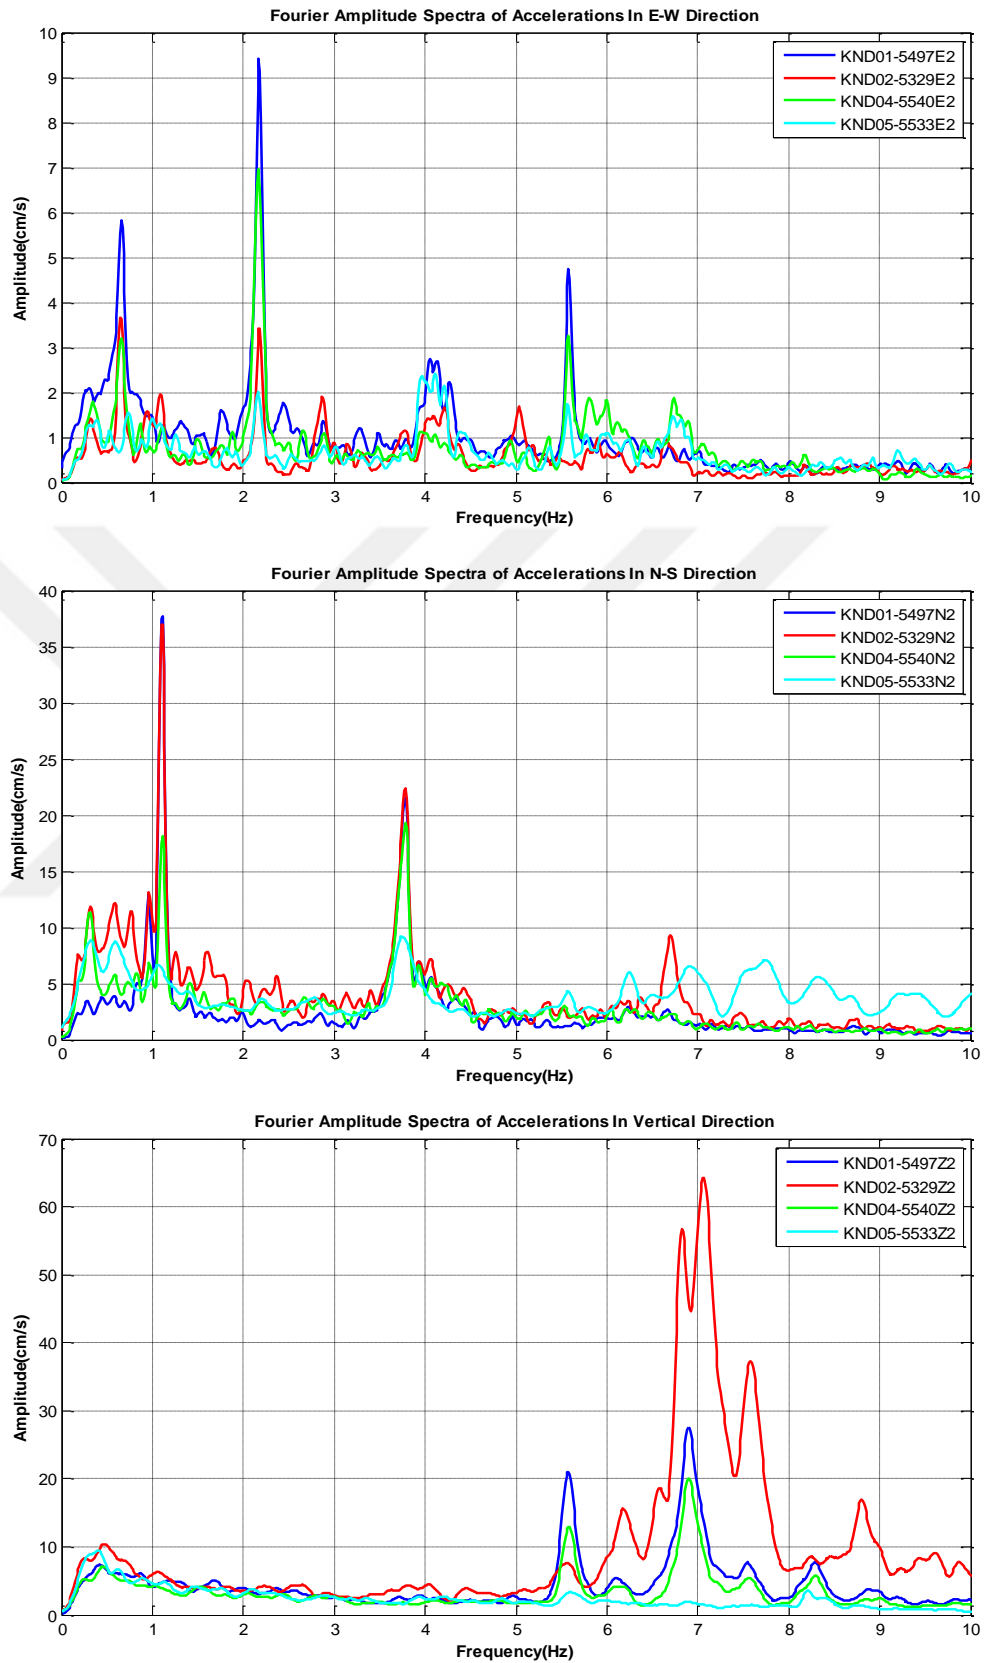 Fourier Amplitude Spectra of Accelerations In E-W Direction
10
9
8
7
6
5
4
3
2
1
0
Amplitude(cm/s)
KND01-5497E2
KND02-5329E2
KND04-5540E2
KND05-5533E2
0 1 2 3 4 5 6 7 8 9 10
Frequency(Hz)
Fourier Amplitude Spectra of Accelerations In N-S Direction
40
35
30
25
20
15
10
5
0
Amplitude(cm/s)
KND01-5497N2
KND02-5329N2
KND04-5540N2
KND05-5533N2
0 1 2 3 4 5 6 7 8 9 10
Frequency(Hz)
Fourier Amplitude Spectra of Accelerations In Vertical Direction
70
60
50
40
30
20
10
0
Amplitude(cm/s)
KND01-5497Z2
KND02-5329Z2
KND04-5540Z2
KND05-5533Z2
0 1 2 3 4 5 6 7 8 9 10
Frequency(Hz)